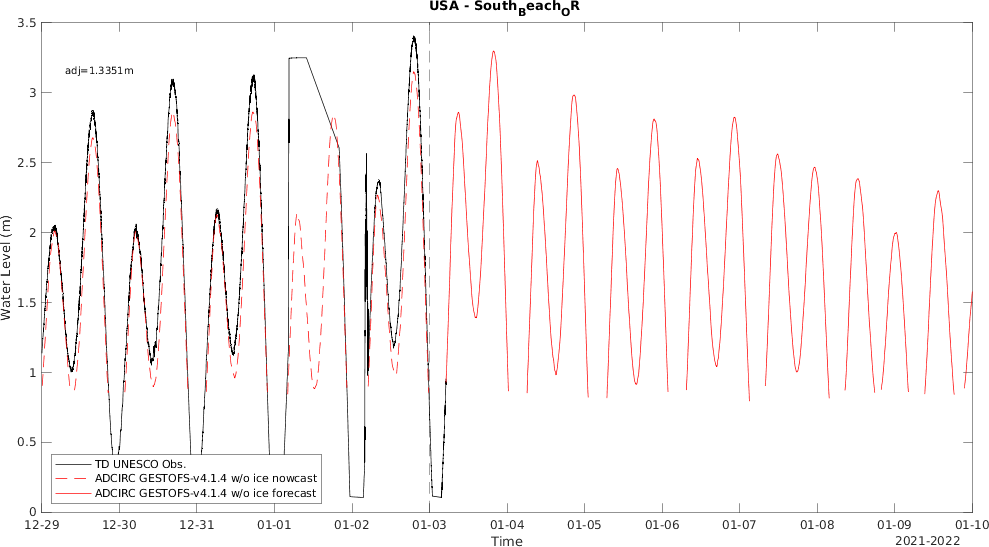 USA - South_Beach_OR
3.5
3
2.5
2
1.5
1
0.5
0
Water Level (m)
adj=1.3351m
TD UNESCO Obs.
ADCIRC GESTOFS-v4.1.4 w/o ice nowcast
ADCIRC GESTOFS-v4.1.4 w/o ice forecast
12-29 12-30 12-31 01-01 01-02 01-03 01-04 01-05 01-06 01-07 01-08 01-09 01-10
Time
2021-2022